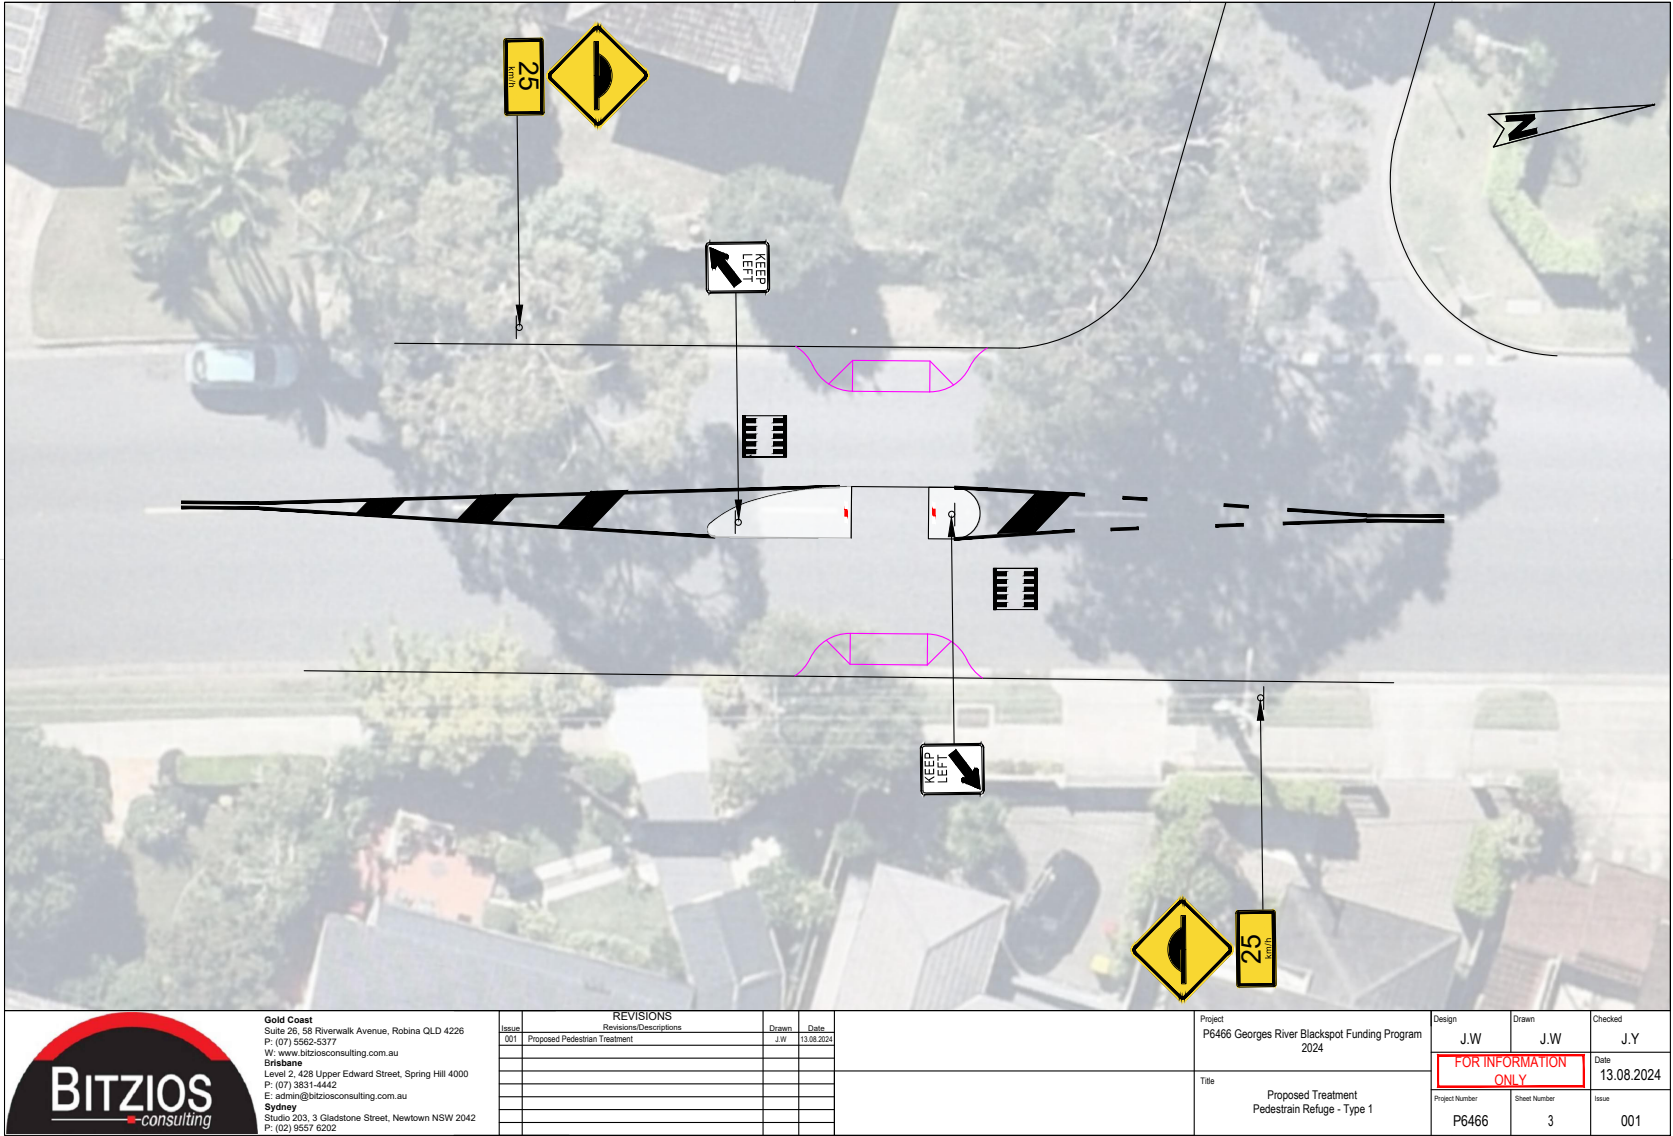 25
km/h
KEEP
LEFT
N
KEEP
LEFT
25
km/h
BITZIOS
consulting
Gold Coast
Suite 26, 58 Riverwalk Avenue, Robina QLD 4226
P: (07) 5562-5377
W: www.bitziosconsulting.com.au
Brisbane
Level 2, 428 Upper Edward Street, Spring Hill 4000
P: (07) 3831-4442
E: admin@bitziosconsulting.com.au
Sydney
Studio 203, 3 Gladstone Street, Newtown NSW 2042
P: (02) 9557 6202
REVISIONS
Issue Revisions/Descriptions Drawn Date
001 Proposed Pedestrian Treatment J.W 13.08.2024
Project
P6466 Georges River Blackspot Funding Program
2024
Title
Proposed Treatment
Pedestrain Refuge - Type 1
Design Drawn Checked
J.W J.W J.Y
FOR INFORMATION
ONLY
Date
13.08.2024
Project Number Sheet Number Issue
P6466 3 001